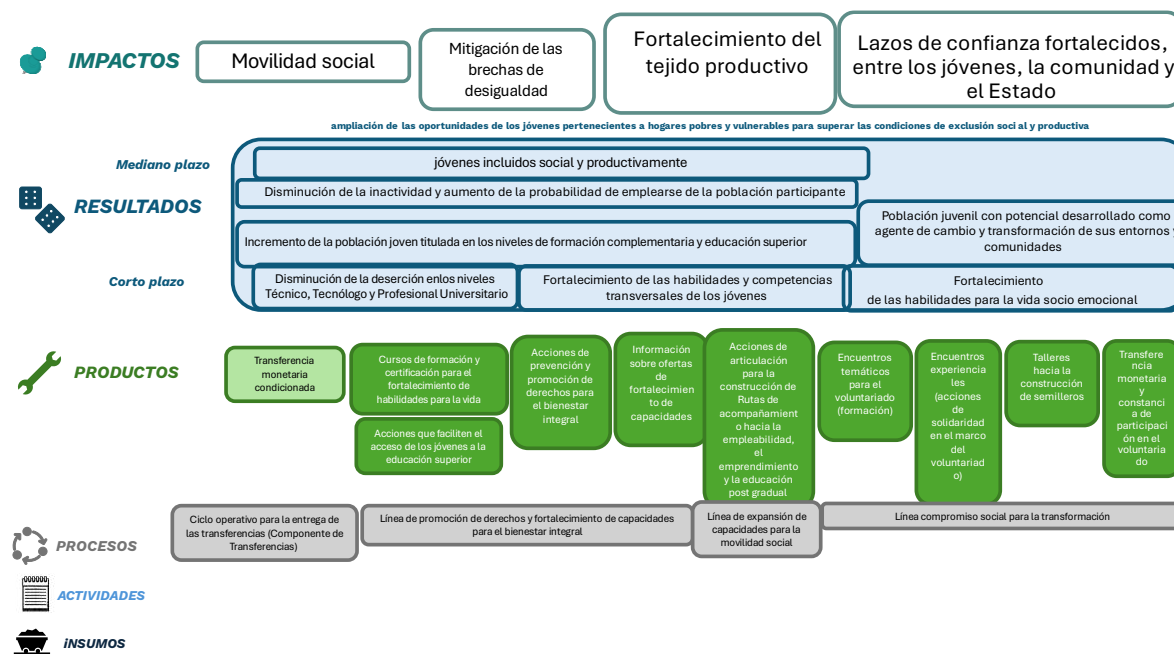 IMPACTOS
Movilidad social
Mitigación de las
brechas de
desigualdad
Fortalecimiento del
tejido productivo
Lazos de confianza fortalecidos,
entre los jóvenes, la comunidad y
el Estado
ampliación de las oportunidades de los jóvenes pertenecientes a hogares pobres y vulnerables para superar las condiciones de exclusión social y productiva
Mediano plazo
jóvenes incluidos social y productivamente
RESULTADOS
Disminución de la inactividad y aumento de la probabilidad de emplearse de la población participante
Incremento de la población joven titulada en los niveles de formación complementaria y educación superior
Población juvenil con potencial desarrollado como
agente de cambio y transformación de sus entornos y
comunidades
Corto plazo
Disminución de la deserción enlos niveles
Técnico, Tecnólogo y Profesional Universitario
Fortalecimiento de las habilidades y competencias
transversales de los jóvenes
Fortalecimiento
de las habilidades para la vida socio emocional
PRODUCTOS
Transferencia
monetaria
condicionada
Cursos de formación y
certificación para el
fortalecimiento de
habilidades para la vida
Acciones que faciliten el
acceso de los jóvenes a la
educación superior
Acciones de
prevención y
promoción de
derechos para
el bienestar
integral
Información
sobre ofertas
de
fortalecimien
to de
capacidades
Acciones de
articulación
para la
construcción de
Rutas de
acompañamient
o hacia la
empleabilidad,
el
emprendimiento
y la educación
post gradual
Encuentros
temáticos
para el
voluntariado
(formación)
Encuentros
experiencia
les
(acciones
de
solidaridad
en el marco
del
voluntariad
o)
Talleres
hacia la
construcción
de semilleros
Transfere
ncia
monetaria
y
constanci
a de
participaci
ón en el
voluntaria
do
PROCESOS
Ciclo operativo para la entrega de
las transferencias (Componente de
Transferencias)
Línea de promoción de derechos y fortalecimiento de capacidades
para el bienestar integral
Línea de expansión de
capacidades para la
movilidad social
Línea compromiso social para la transformación
ACTIVIDADES
iNSUMOS